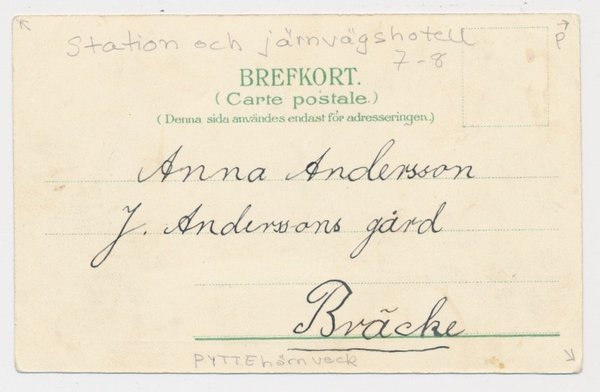 Station och järnvägshotell
7-8
P
BREFKORT.
(Carte postale.)
(Denna sida användes endast för adresseringen.)
Anna Andersson
J. Anderssons gård
Bräcke
PYTTEhörnveck